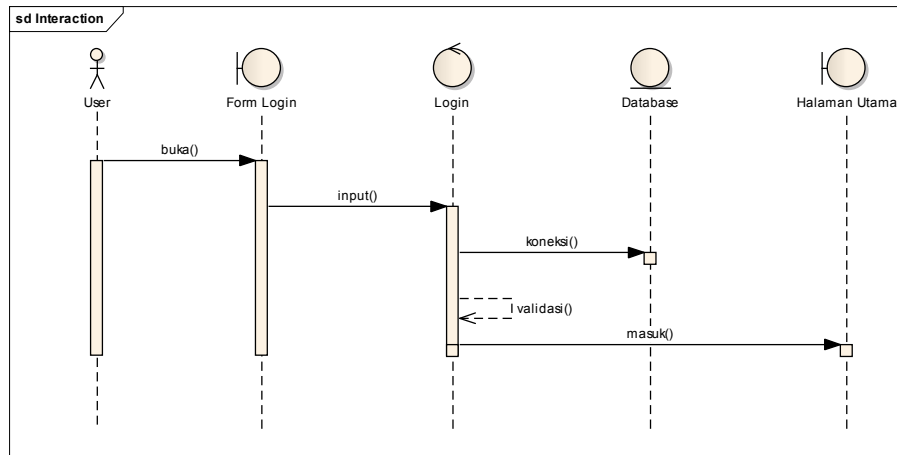 sd Interaction
User
Form Login
Login
Database
Halaman Utama
buka()
input()
koneksi()
validasi()
masuk()